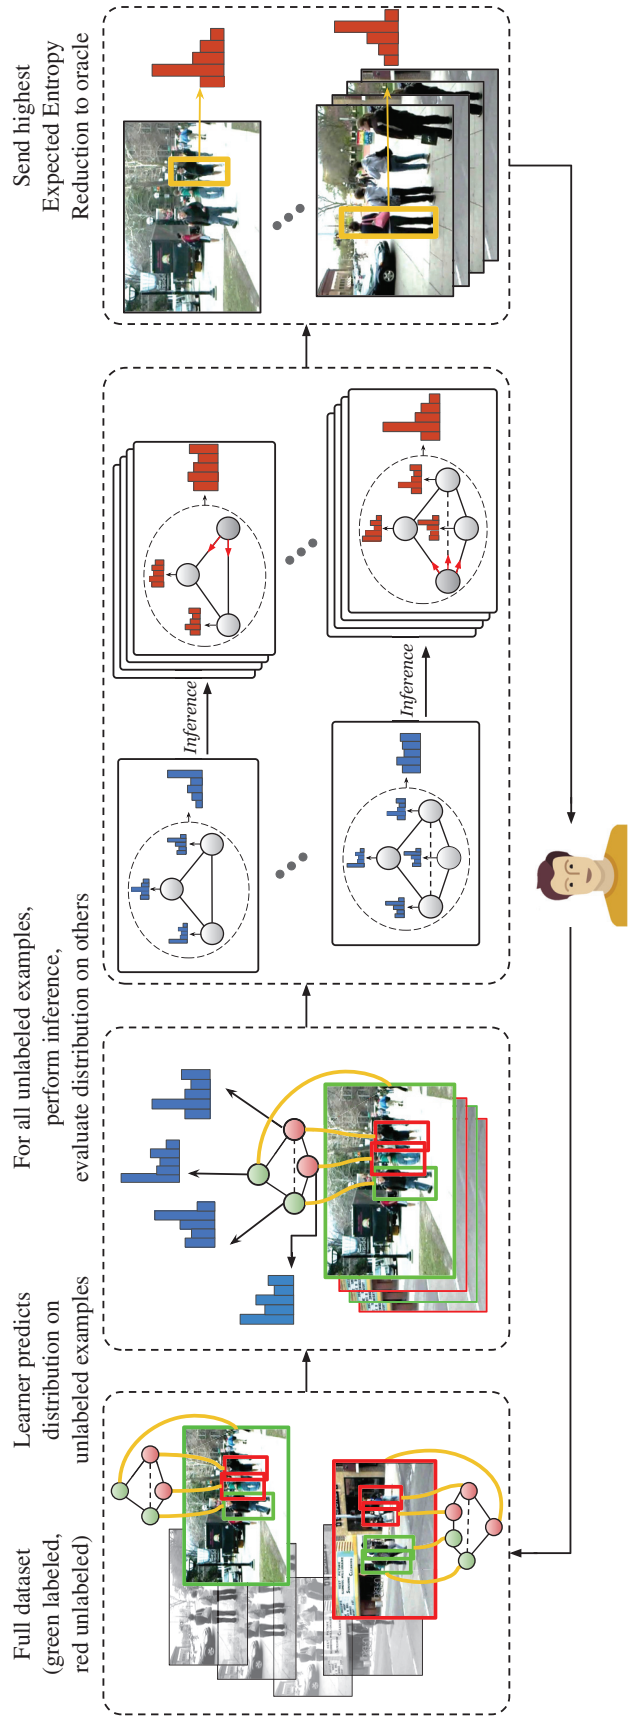 Full dataset
(green labeled,
red unlabeled)
Learner predicts
distribution on
unlabeled examples
For all unlabeled examples,
perform inference,
evaluate distribution on others
Inference
Inference
Send highest
Expected Entropy
Reduction to oracle